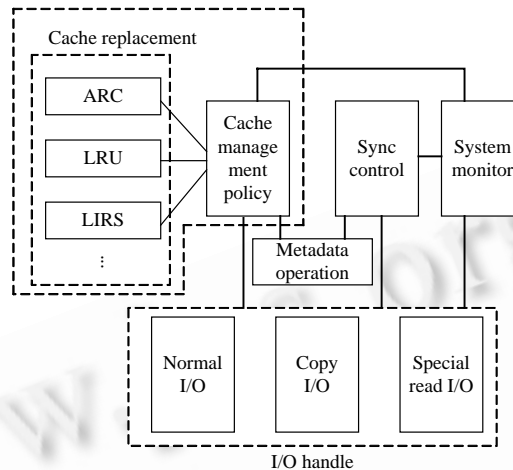 Cache replacement
ARC
LRU
LIRS
⋮
Cache
manage
ment
policy
Sync
control
System
monitor
Metadata
operation
Normal
I/O
Copy
I/O
Special
read I/O
I/O handle